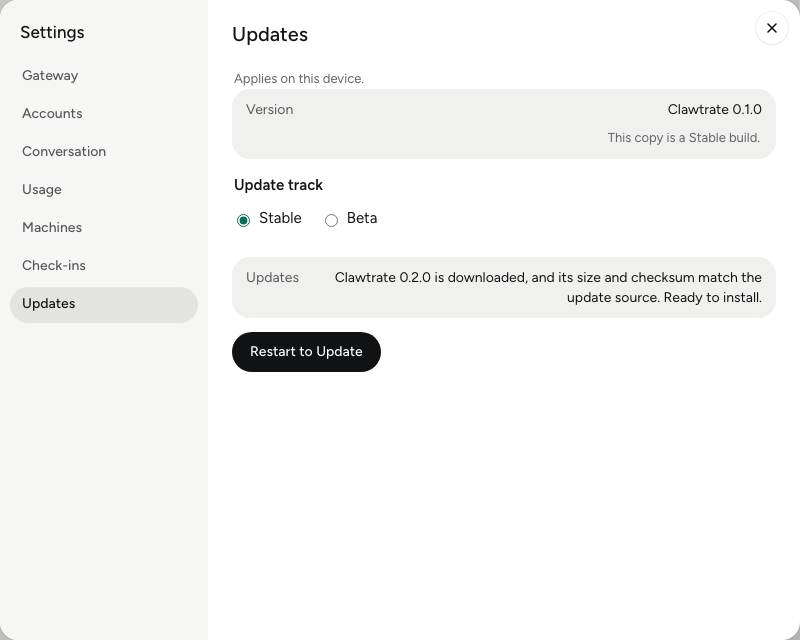 Settings
Gateway
Accounts
Conversation
Usage
Machines
Check-ins
Updates
Updates
Applies on this device.
Version
Clawtrate 0.1.0
This copy is a Stable build.
Update track
Stable
Beta
Updates
Clawtrate 0.2.0 is downloaded, and its size and checksum match the
update source. Ready to install.
Restart to Update